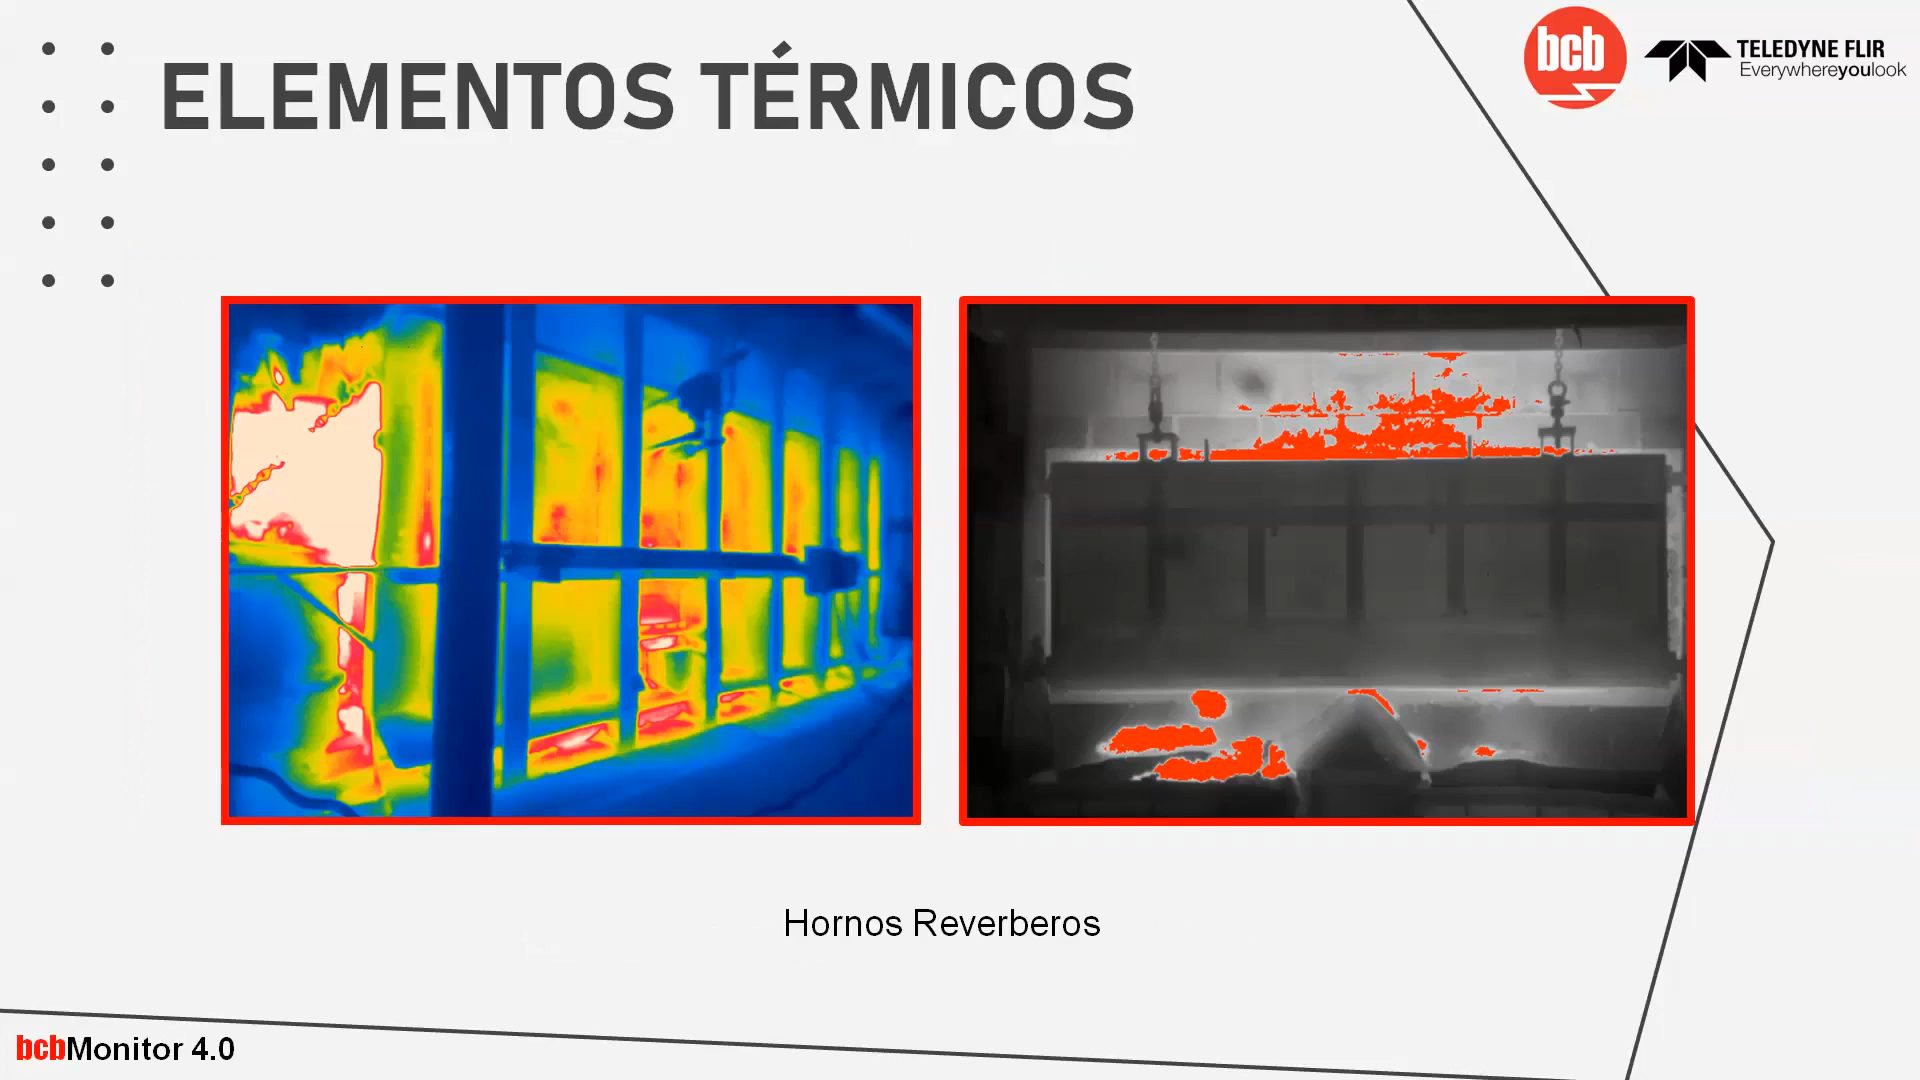 ELEMENTOS TÉRMICOS
bcb
TELEDYNE FLIR
Everywhereyoulook
Hornos Reverberos
bcbMonitor 4.0